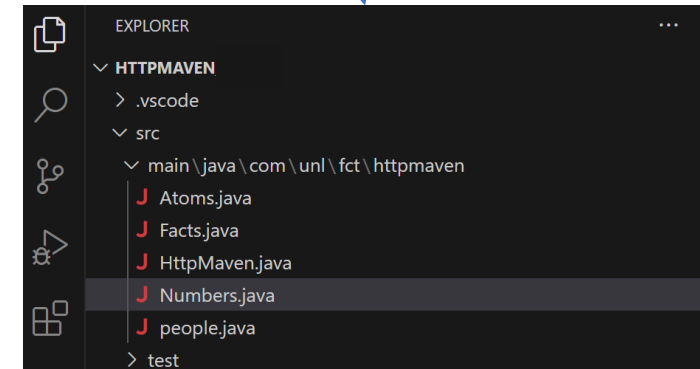 EXPLORER ...
HTTPMAVEN
.vscode
src
main\java\com\unl\fct\httpmaven
J Atoms.java
J Facts.java
J HttpMaven.java
J Numbers.java
J people.java
test